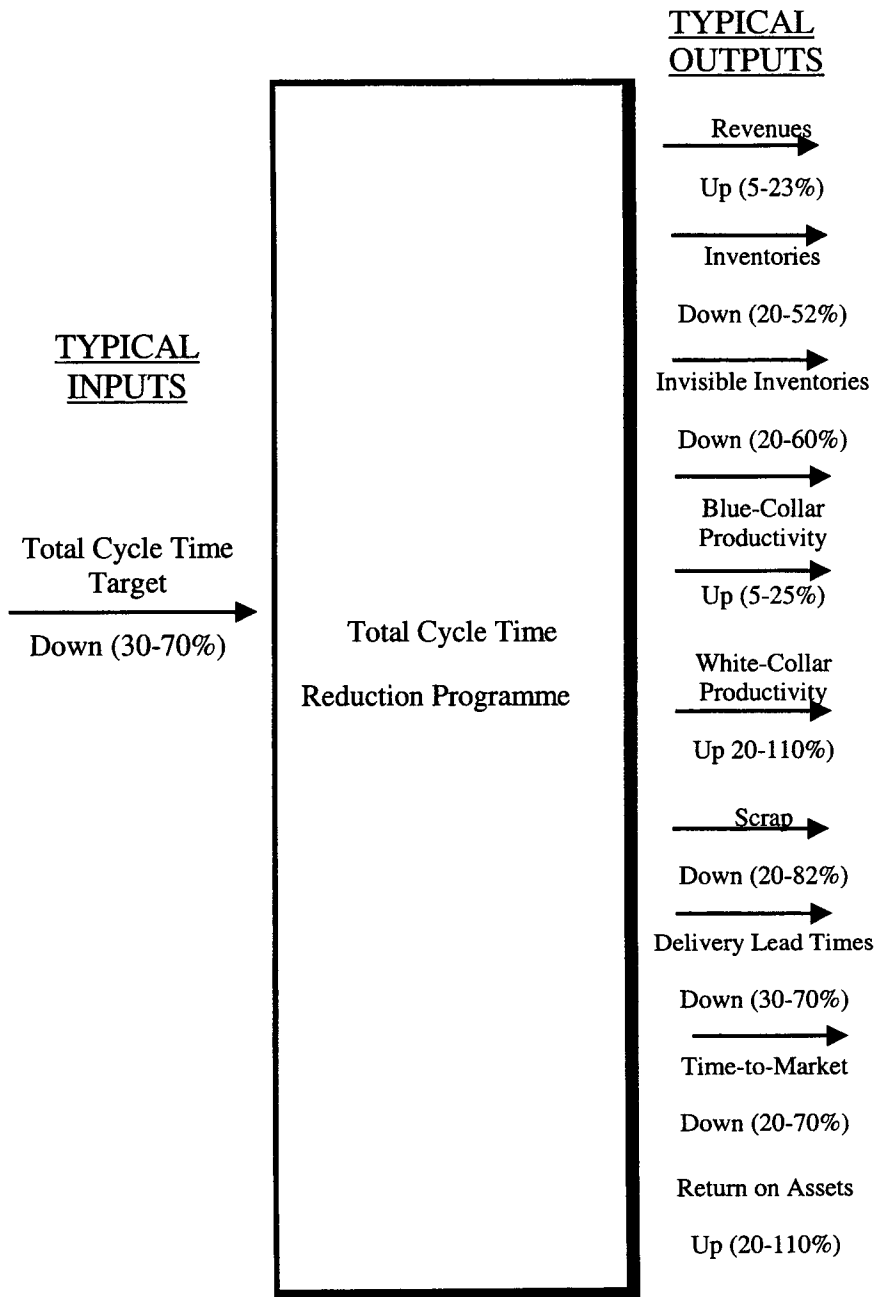 TYPICAL
INPUTS
Total Cycle Time
Target
Down (30-70%)
Total Cycle Time
Reduction Programme
TYPICAL
OUTPUTS
Revenues
Up (5-23%)
Inventories
Down (20-52%)
Invisible Inventories
Down (20-60%)
Blue-Collar
Productivity
Up (5-25%)
White-Collar
Productivity
Up 20-110%)
Scrap
Down (20-82%)
Delivery Lead Times
Down (30-70%)
Time-to-Market
Down (20-70%)
Return on Assets
Up (20-110%)